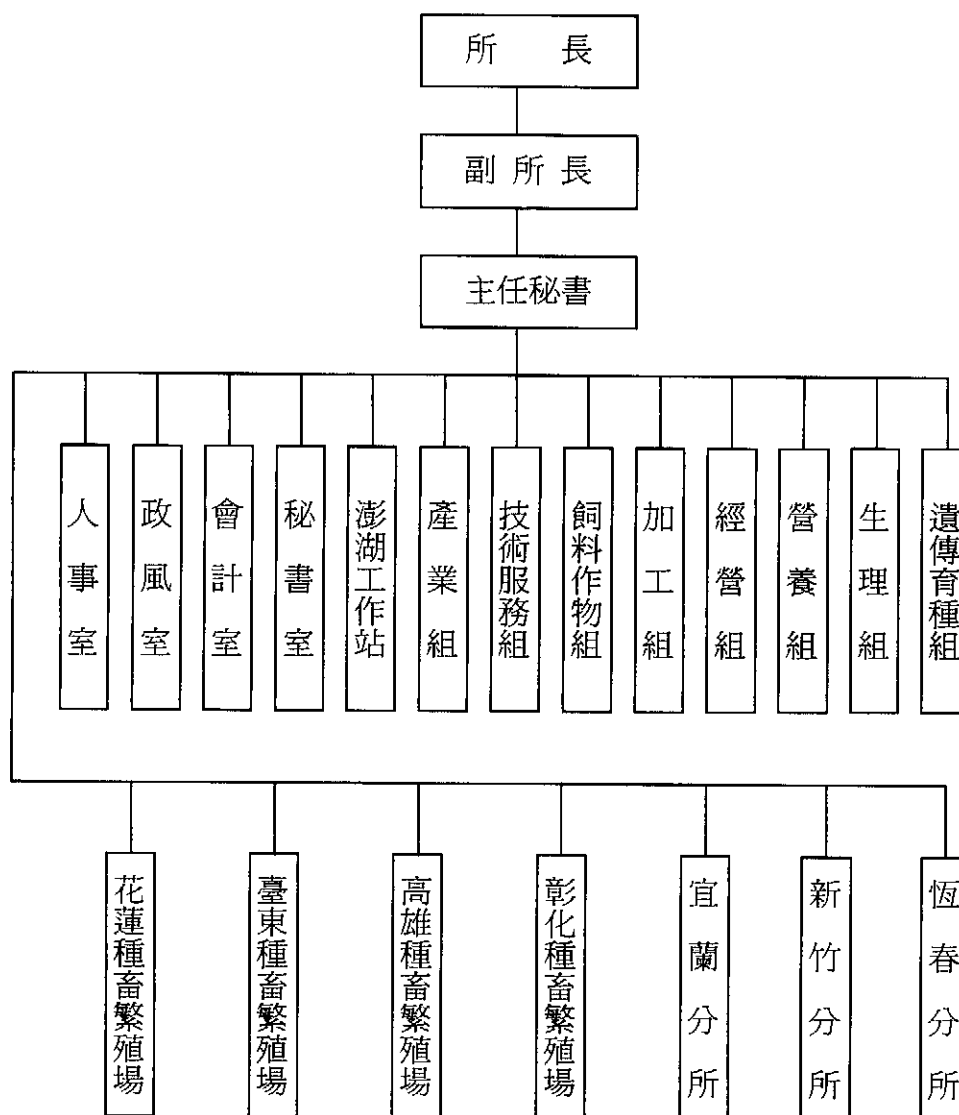 所長
副所長
主任秘書
人事室
政風室
會計室
秘書室
澎湖工作站
產業組
技術服務組
飼料作物組
加工組
經營組
營養組
生理組
遺傳育種組
花蓮種畜繁殖場
臺東種畜繁殖場
高雄種畜繁殖場
彰化種畜繁殖場
宜蘭分所
新竹分所
恆春分所